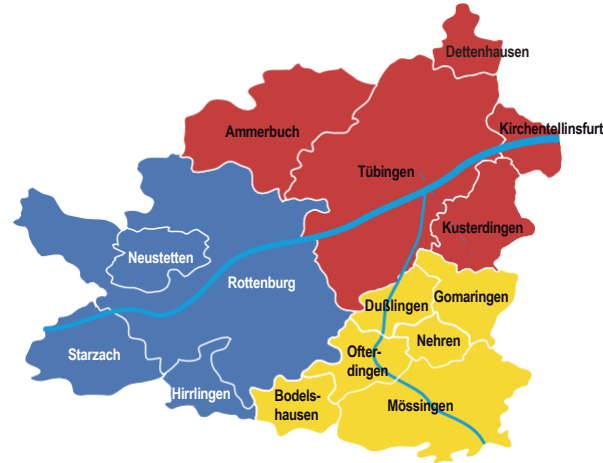 Dettenhausen
Kirchentellinsfurt
Ammerbuch
Tübingen
Kusterdingen
Neustetten
Rottenburg
Gomaringen
Dußlingen
Nehren
Starzach
Ofter-
dingen
Hirrlingen
Bodels-
hausen
Mössingen